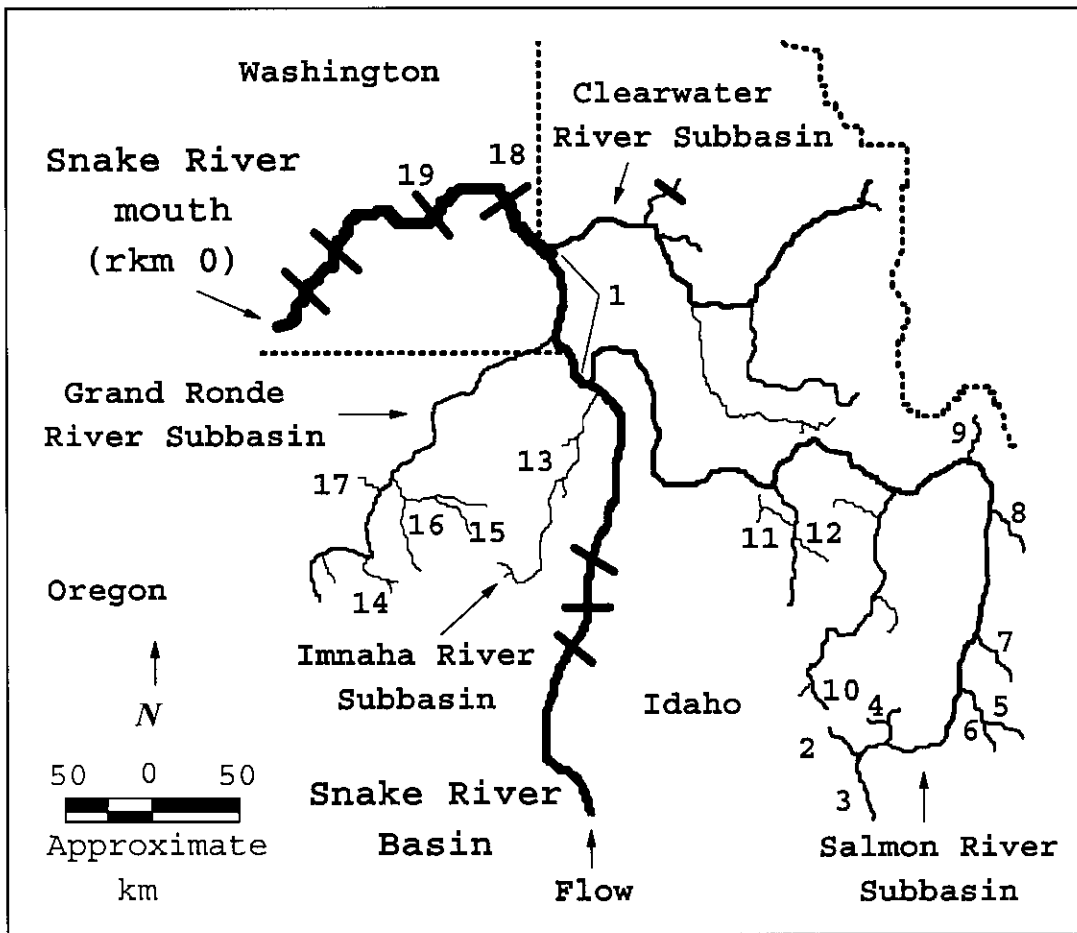 Washington
Clearwater
River Subbasin
Snake River
mouth
(rkm 0)
19
18
1
Grand Ronde
River Subbasin
9
13
17
8
16
15
11
12
14
Oregon
Imnaha River
Subbasin
7
Idaho
10
4
5
6
2
N
50 0 50
Snake River
Basin
3
Approximate
km
Salmon River
Subbasin
Flow